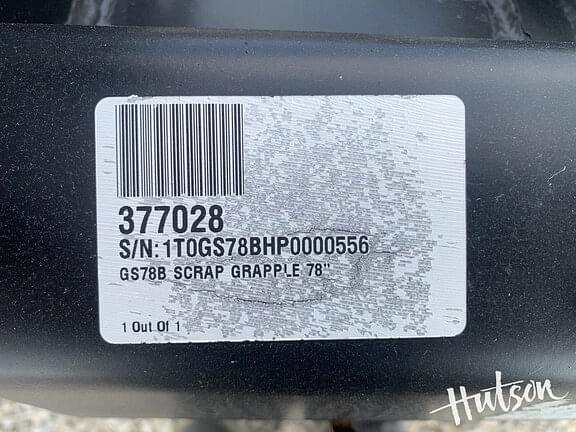 377028
S/N:1T0GS78BHP0000556
GS78B SCRAP GRAPPLE 78"
1 Out Of 1
Hutson